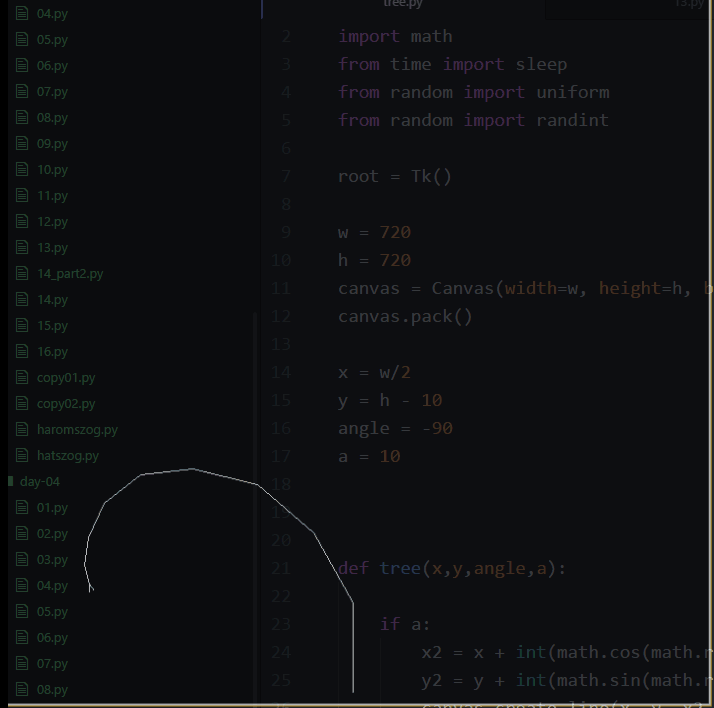 04.py
05.py
06.py
07.py
08.py
09.py
10.py
11.py
12.py
13.py
14_part2.py
14.py
15.py
16.py
copy01.py
copy02.py
haromszog.py
hatszog.py
day-04
01.py
02.py
03.py
04.py
05.py
06.py
07.py
08.py
tree.py
13.py
2 import math
3 from time import sleep
4 from random import uniform
5 from random import randint
6
7 root = Tk()
8
9 w = 720
10 h = 720
11 canvas = Canvas(width=w, height=h, b
12 canvas.pack()
13
14 x = w/2
15 y = h - 10
16 angle = -90
17 a = 10
18
19
20
21 def tree(x,y,angle,a):
22
23 if a:
24 x2 = x + int(math.cos(math.r
25 y2 = y + int(math.sin(math.r